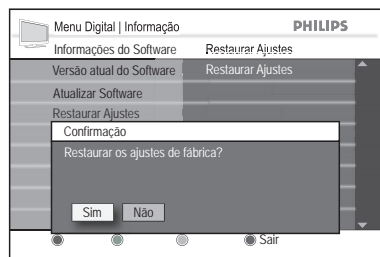 Menu Digital | Informação PHILIPS
Informações do Software Restaurar Ajustes
Versão atual do Software Restaurar Ajustes
Atualizar Software
Restaurar Ajustes
Confirmação
Restaurar os ajustes de fábrica?
Sim Não
Sair